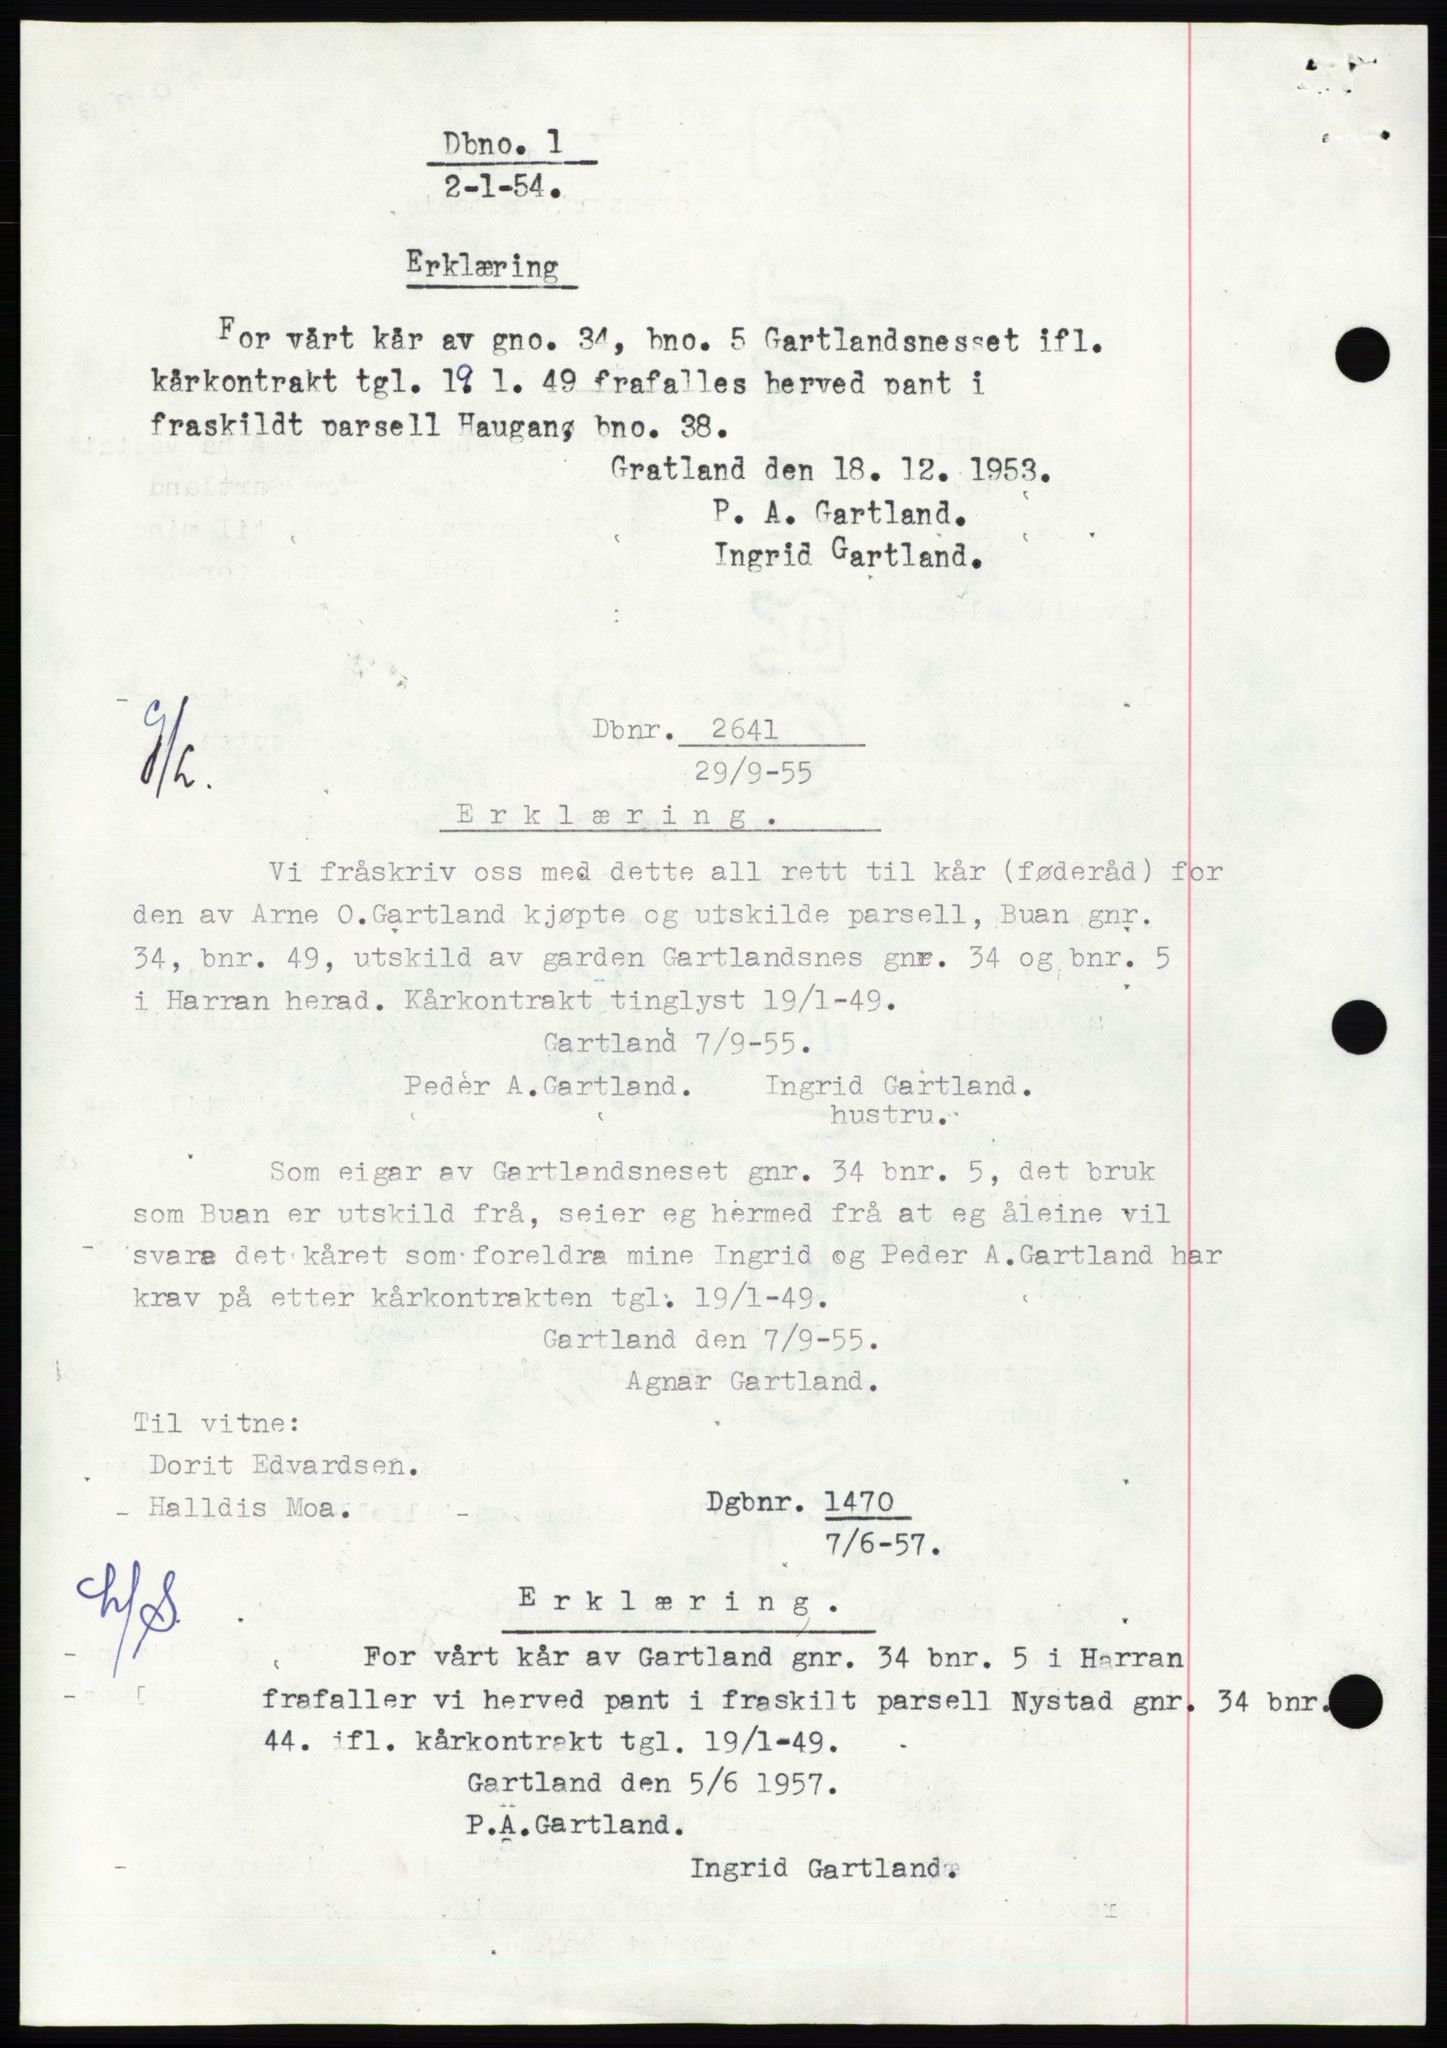 Dbno. 1
2-1-54.
Erklæring
For vårt kår av gno. 34, bno. 5 Gartlandsnesset ifl.
kårkontrakt tgl. 19. 1. 49 frafalles herved pant i
fraskildt parsell Haugang bno. 38.
Gratland den 18. 12. 1953.
P. A. Gartland.
Ingrid Gartland.
Dbnr. 2641
29/9-55
Erklæring.
Vi fråskriv oss med dette all rett til kår (føderåd) for
den av Arne O.Gartland kjøpte og utskilde parsell, Buan gnr.
34, bnr. 49, utskild av garden Gartlandsnes gnr. 34 og bnr. 5
i Harran herad. Kårkontrakt tinglyst 19/1-49.
Gartland 7/9-55.
Peder A.Gartland. Ingrid Gartland.
hustru.
Som eigar av Gartlandsneset gnr. 34 bnr. 5, det bruk
som Buan er utskild frå, seier eg hermed frå at eg åleine vil
svara det kåret som foreldra mine Ingrid og Peder A.Gartland har
krav på etter kårkontrakten tgl. 19/1-49.
Gartland den 7/9-55.
Agnar Gartland.
Til vitne:
Dorit Edvardsen.
Halldis Moa.
Dgbnr. 1470
7/6-57.
Erklæring.
For vårt kår av Gartland gnr. 34 bnr. 5 i Harran
frafaller vi herved pant i fraskilt parsell Nystad gnr. 34 bnr.
44. ifl. kårkontrakt tgl. 19/1-49.
Gartland den 5/6 1957.
P.A.Gartland.
Ingrid Gartland.